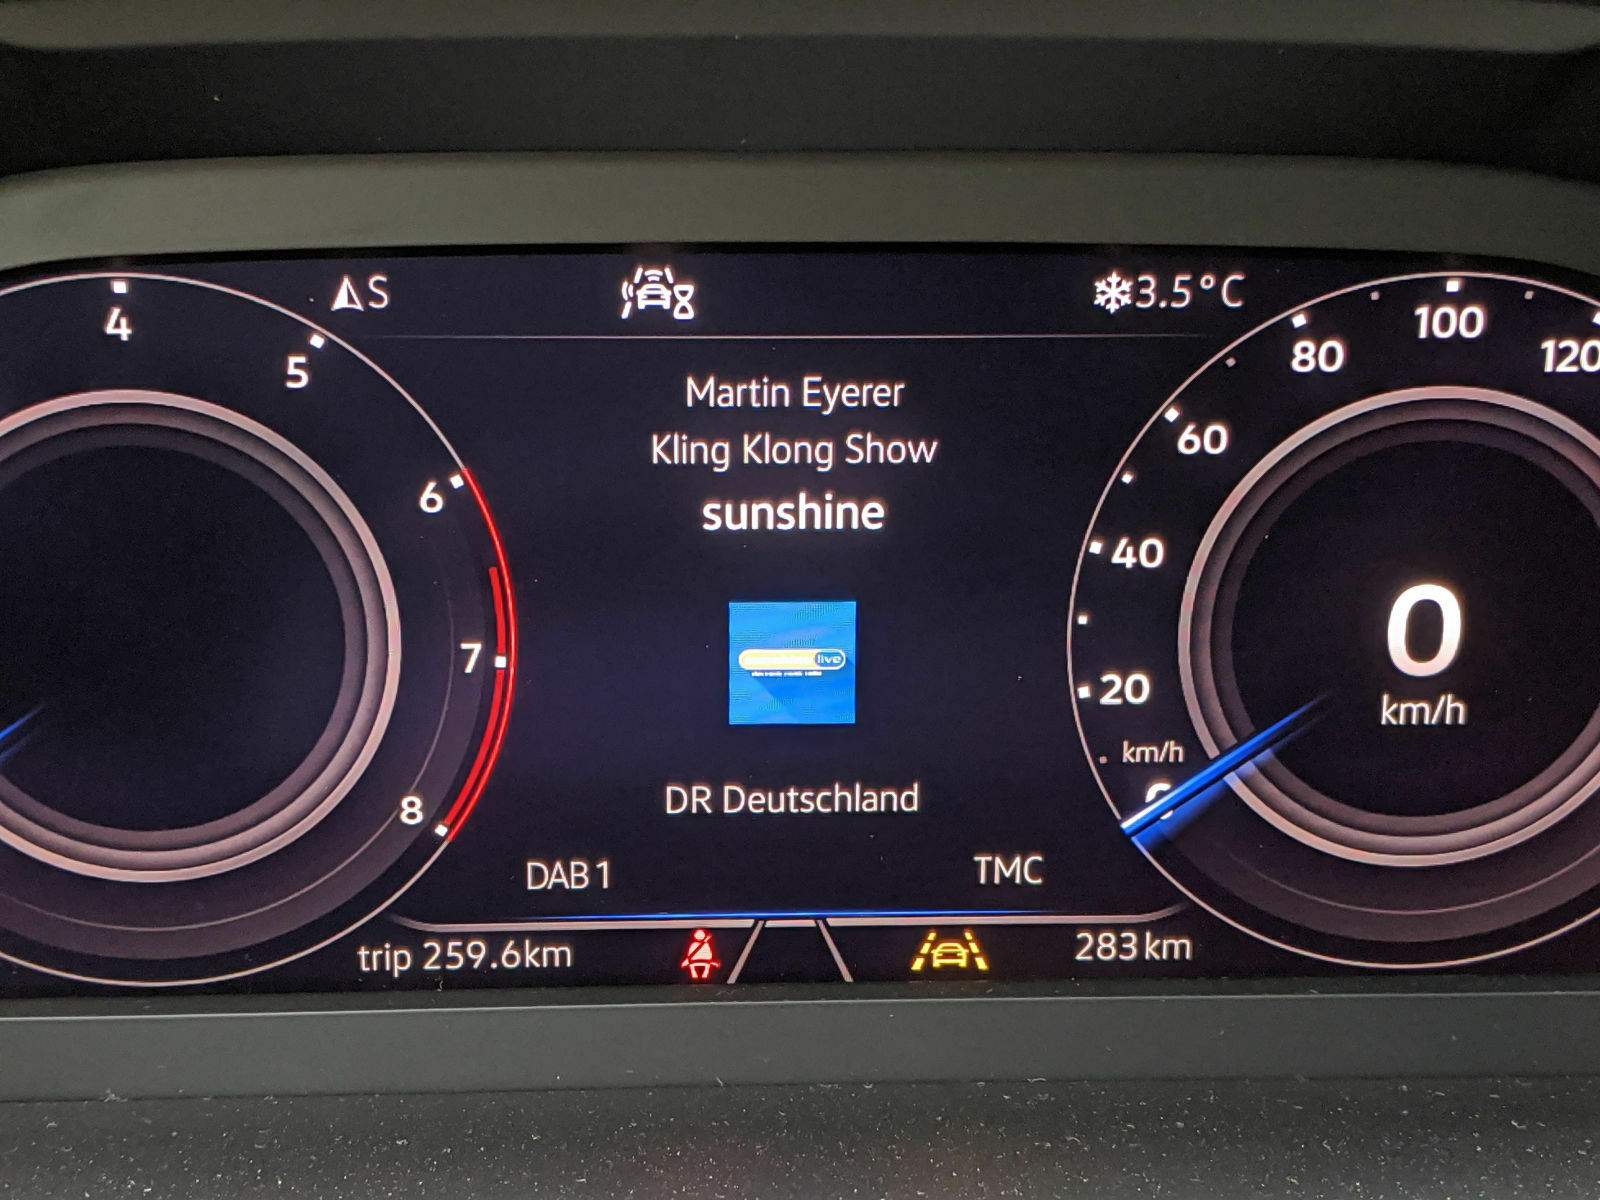 S
3.5°C
4
5
6
7
8
Martin Eyerer
Kling Klong Show
sunshine
live
DR Deutschland
DAB 1
TMC
trip 259.6km
283 km
120
100
80
60
40
20
km/h
0
km/h